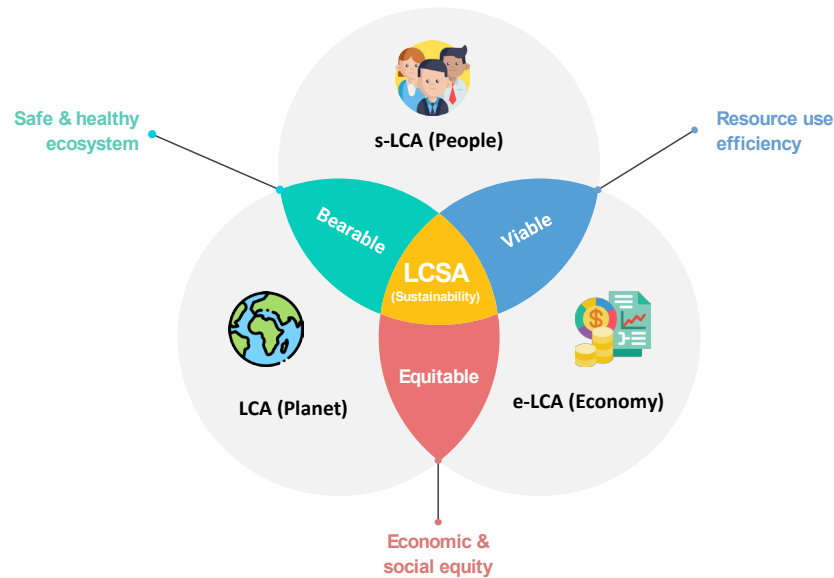 s-LCA (People)
Safe & healthy
ecosystem
Resource use
efficiency
Bearable
Viable
LCSA
(Sustainability)
$
Equitable
LCA (Planet)
e-LCA (Economy)
Economic &
social equity